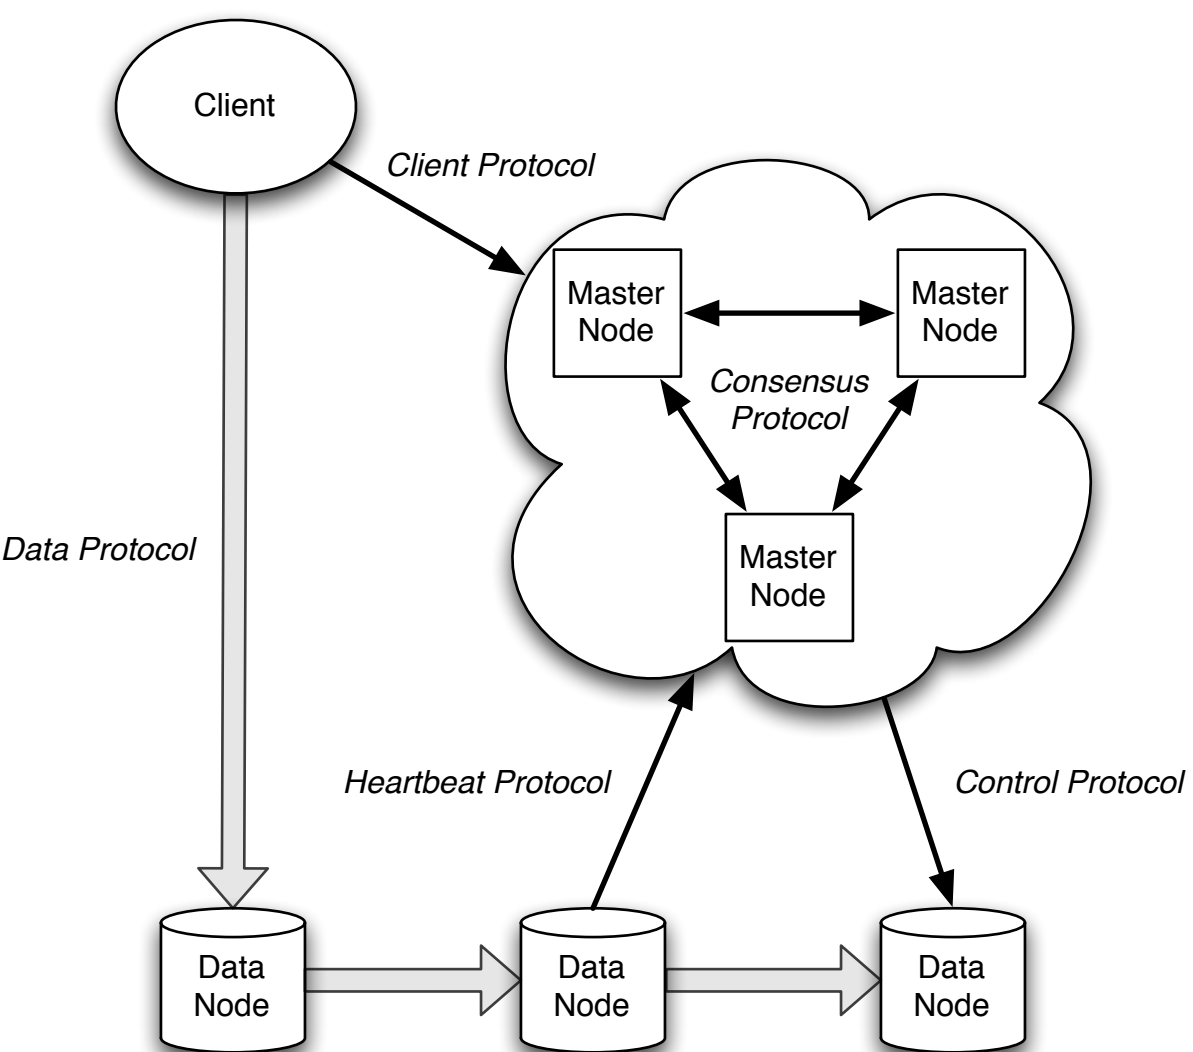 Client
Client Protocol
Master
Node
Master
Node
Consensus
Protocol
Master
Node
Data Protocol
Heartbeat Protocol
Control Protocol
Data
Node
Data
Node
Data
Node